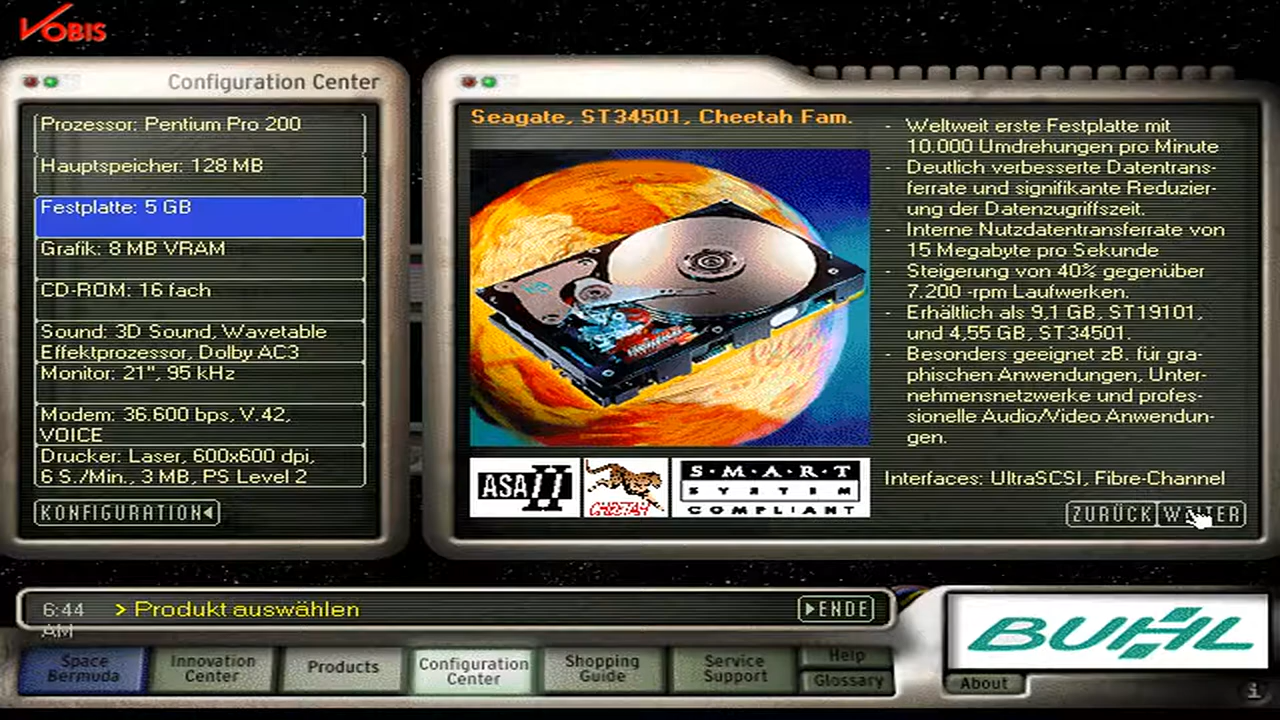 VOBIS
Configuration Center
Prozessor: Pentium Pro 200
Hauptspeicher: 128 MB
Festplatte: 5 GB
Grafik: 8 MB VRAM
CD-ROM: 16 fach
Sound: 3D Sound, Wavetable
Effektprozessor, Dolby AC3
Monitor: 21", 95 kHz
Modem: 36.600 bps, V.42,
VOICE
Drucker: Laser, 600x600 dpi,
6 S./Min., 3 MB, PS Level 2
KONFIGURATION
Seagate, ST34501, Cheetah Fam.
ASA II
CHEETAH
S·M·A·R·T
SYSTEM
COMPLIANT
- Weltweit erste Festplatte mit
10.000 Umdrehungen pro Minute
- Deutlich verbesserte Datentrans-
ferrate und signifikante Reduzier-
ung der Datenzugriffszeit.
- Interne Nutzdatentransferrate von
15 Megabyte pro Sekunde
- Steigerung von 40% gegenüber
7.200 -rpm Laufwerken.
- Erhältlich als 9,1 GB, ST19101,
und 4,55 GB, ST34501.
- Besonders geeignet zB. für gra-
phischen Anwendungen, Unter-
nehmensnetzwerke und profes-
sionelle Audio/Video Anwendun-
gen.
Interfaces: UltraSCSI, Fibre-Channel
ZURÜCK WEITER
6:44
AM
> Produkt auswählen
ENDE
Space
Bermuda
Innovation
Center
Products
Configuration
Center
Shopping
Guide
Service
Support
Help
Glossary
BUHL
About
i